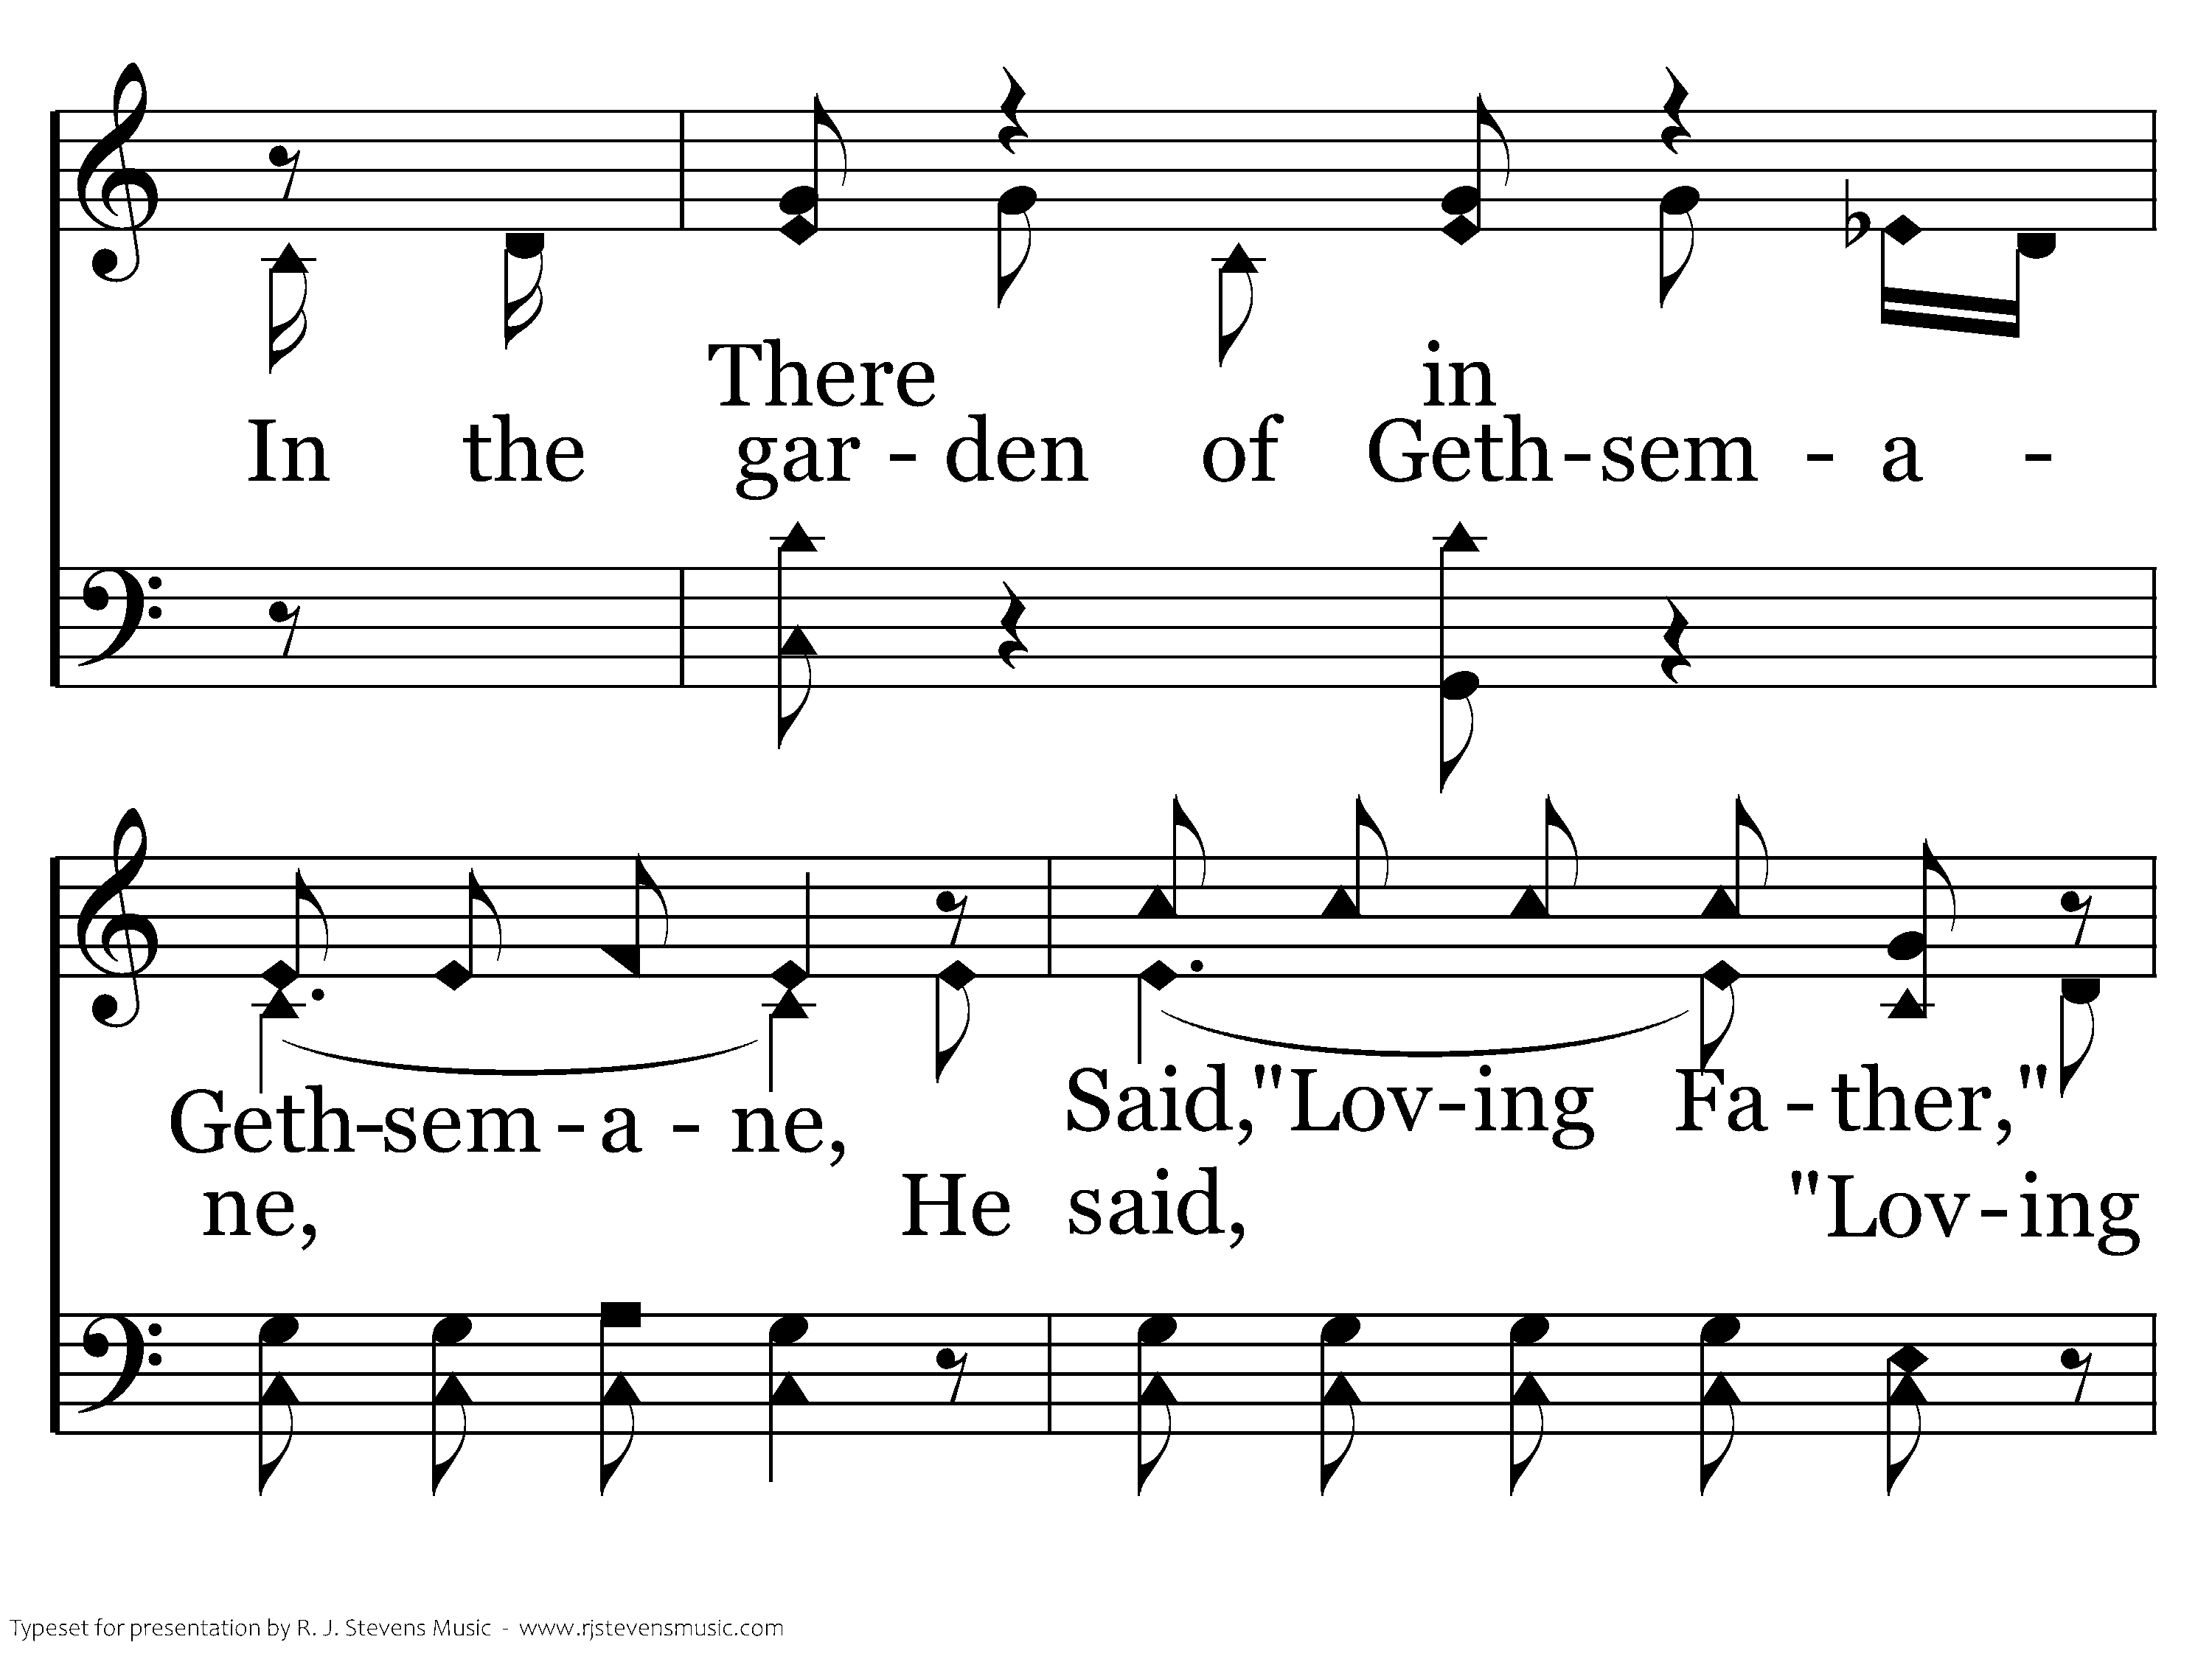 There in
In the gar - den of Geth - sem - a -
Geth-sem - a - ne, Said,"Lov-ing Fa - ther,"
ne, He said, "Lov-ing
Typeset for presentation by R. J. Stevens Music - www.rjstevensmusic.com